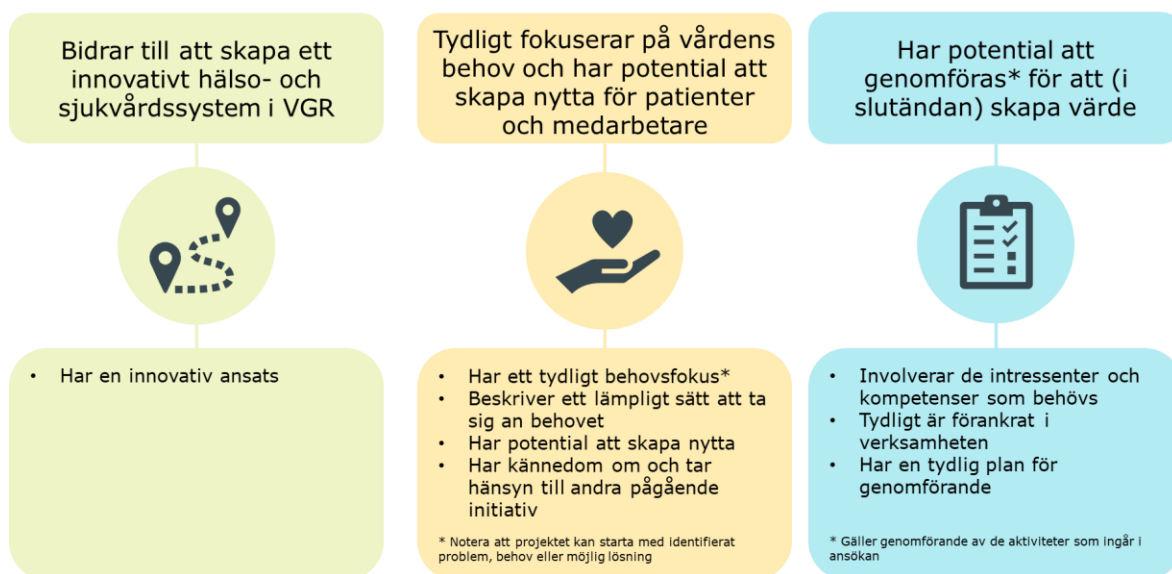 Bidrar till att skapa ett
innovativt hälso- och
sjukvårdssystem i VGR
• Har en innovativ ansats
Tydligt fokuserar på vårdens
behov och har potential att
skapa nytta för patienter
och medarbetare
• Har ett tydligt behovsfokus*
• Beskriver ett lämpligt sätt att ta
sig an behovet
• Har potential att skapa nytta
• Har kännedom om och tar
hänsyn till andra pågående
initiativ
* Notera att projektet kan starta med identifierat
problem, behov eller möjlig lösning
Har potential att
genomföras* för att (i
slutändan) skapa värde
• Involverar de intressenter och
kompetenser som behövs
• Tydligt är förankrat i
verksamheten
• Har en tydlig plan för
genomförande
* Gäller genomförande av de aktiviteter som ingår i
ansökan